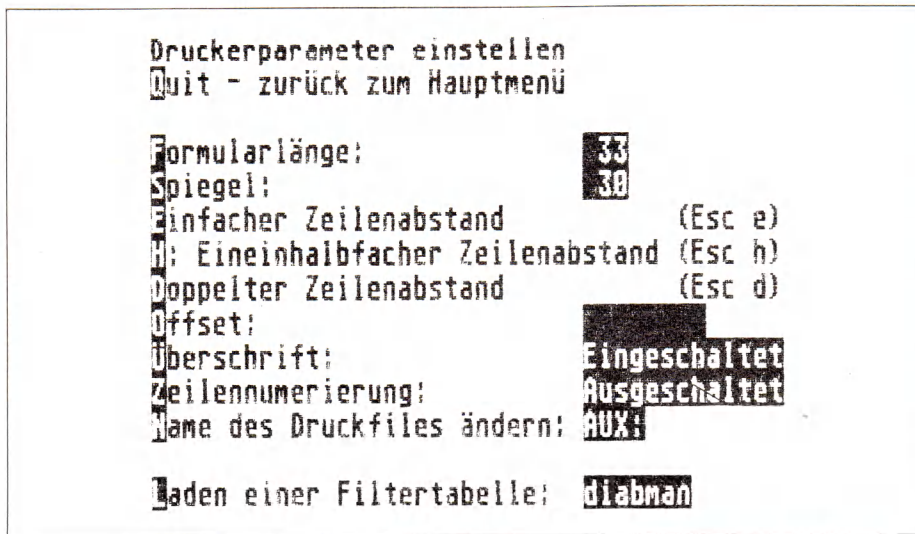 Druckerparameter einstellen
Quit - zurück zum Hauptmenü
Formularlänge: 33
Spiegel: 30
Einfacher Zeilenabstand (Esc e)
H: Eineinhalbfacher Zeilenabstand (Esc h)
Doppelter Zeilenabstand (Esc d)
Offset:
Überschrift: Eingeschaltet
Zeilennumerierung: Ausgeschaltet
Name des Druckfiles ändern: AUX:
Laden einer Filtertabelle: diabman